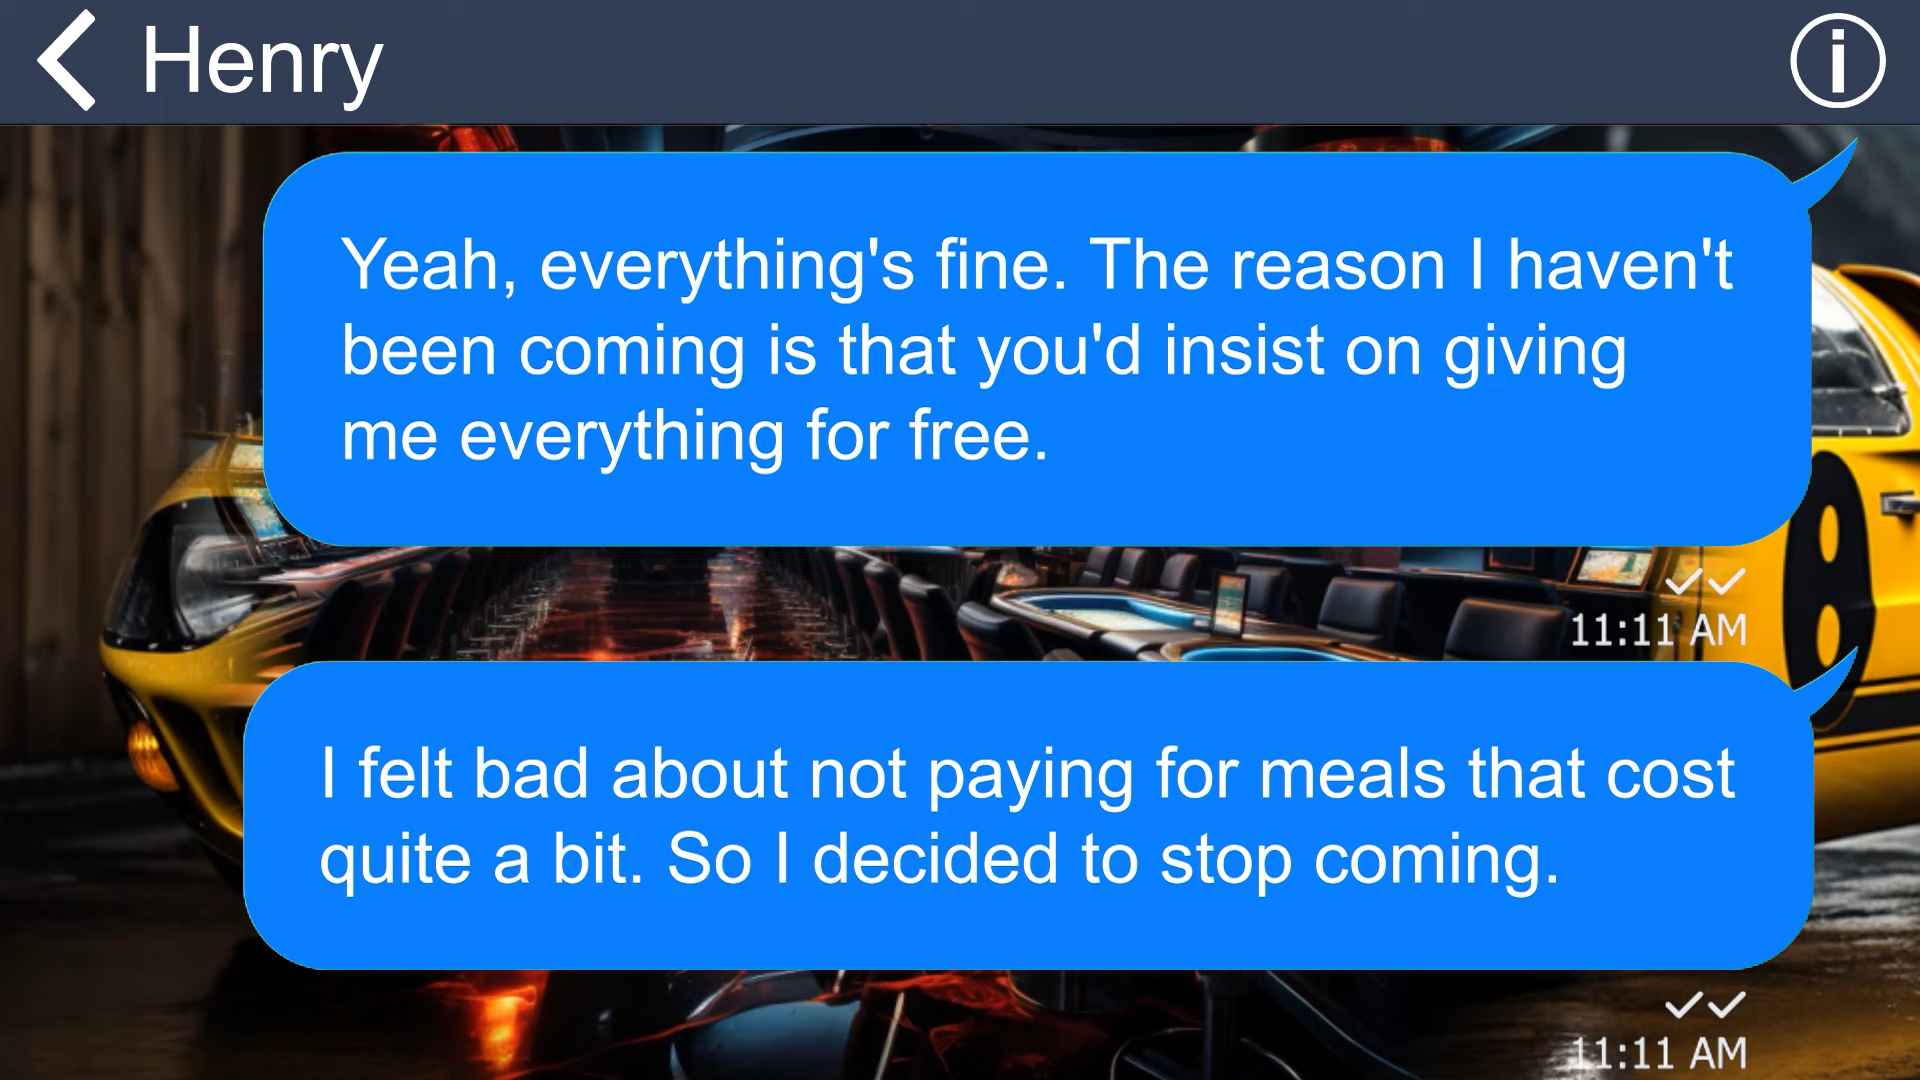 Henry
Yeah, everything's fine. The reason I haven't
been coming is that you'd insist on giving
me everything for free.
11:11 AM
I felt bad about not paying for meals that cost
quite a bit. So I decided to stop coming.
11:11 AM